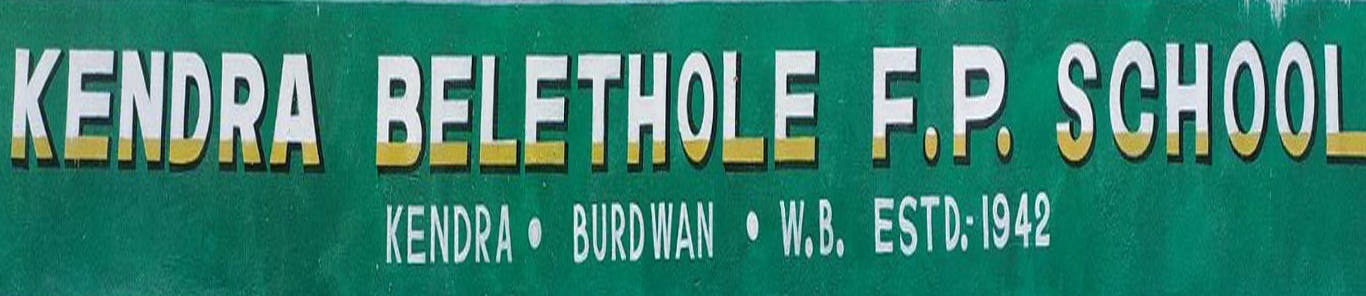 KENDRA BELETHOLE F.P. SCHOOL
KENDRA • BURDWAN • W.B. ESTD.-1942